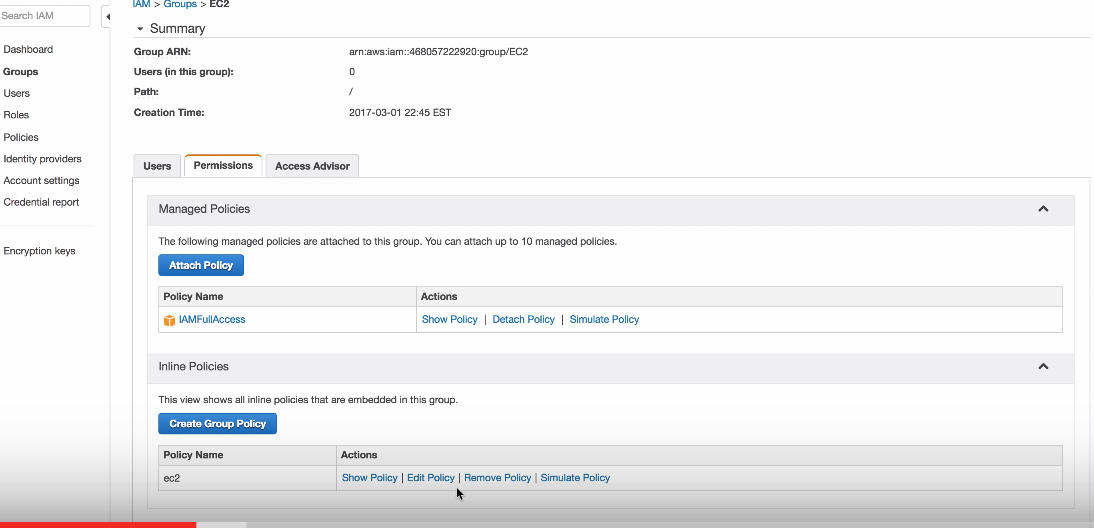 Search IAM
Dashboard
Groups
Users
Roles
Policies
Identity providers
Account settings
Credential report
Encryption keys
IAM > Groups > EC2
Summary
Group ARN: arn:aws:iam::468057222920:group/EC2
Users (in this group): 0
Path: /
Creation Time: 2017-03-01 22:45 EST
Users Permissions Access Advisor
Managed Policies
The following managed policies are attached to this group. You can attach up to 10 managed policies.
Attach Policy
Policy Name Actions
IAMFullAccess Show Policy | Detach Policy | Simulate Policy
Inline Policies
This view shows all inline policies that are embedded in this group.
Create Group Policy
Policy Name Actions
ec2 Show Policy | Edit Policy | Remove Policy | Simulate Policy